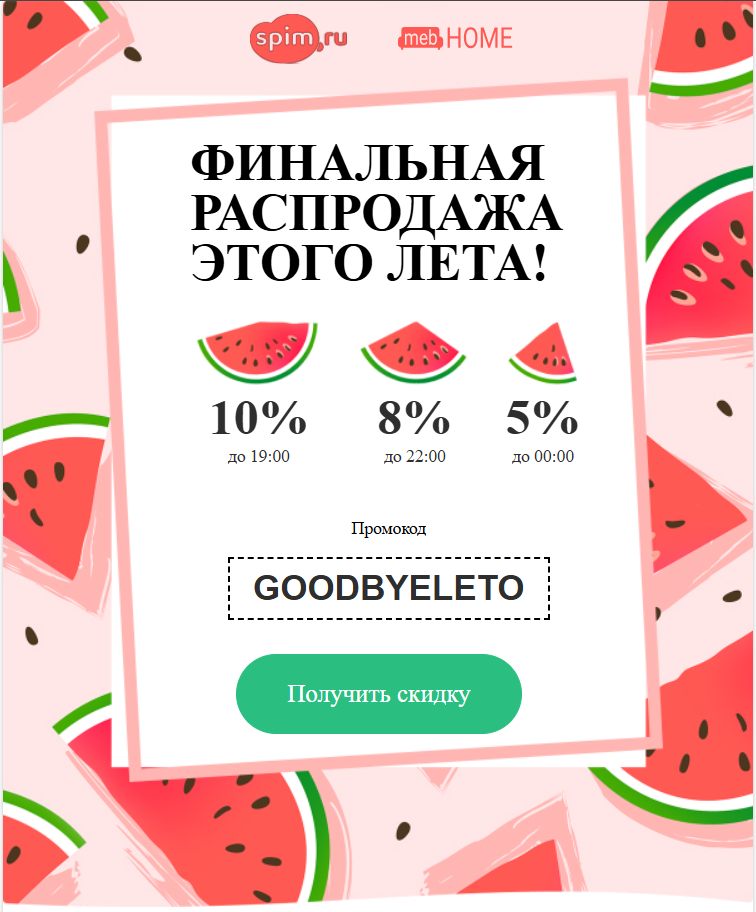 spim.ru
meb HOME
ФИНАЛЬНАЯ
РАСПРОДАЖА
ЭТОГО ЛЕТА!
10% 8% 5%
до 19:00 до 22:00 до 00:00
Промокод
GOODBYELETO
Получить скидку